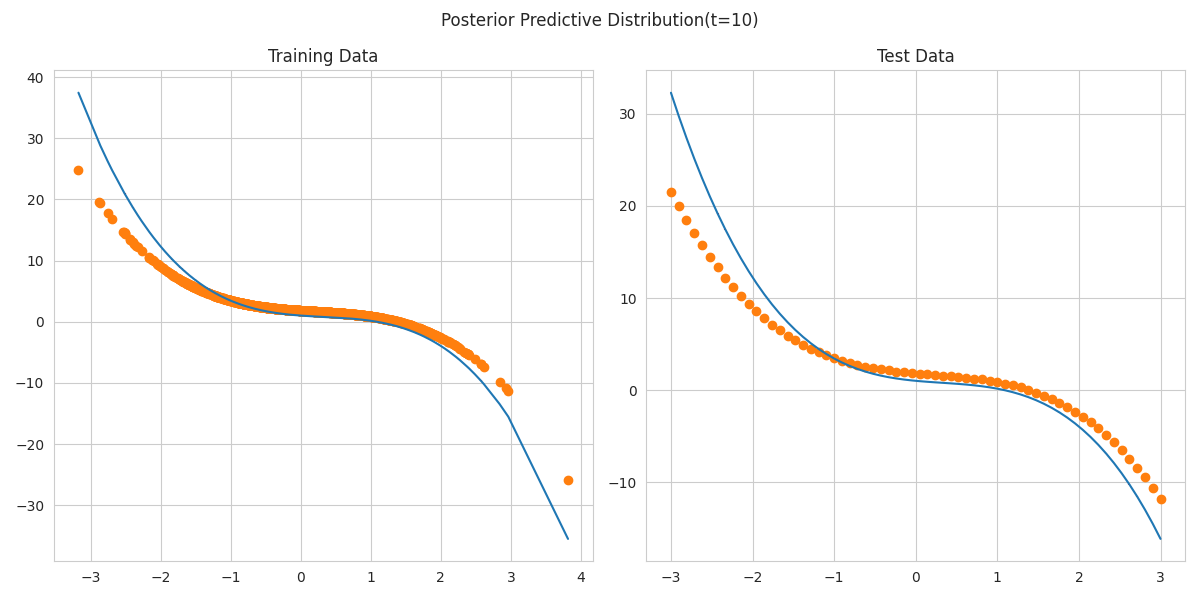 Posterior Predictive Distribution(t=10)
Training Data
Test Data
40
30
20
10
0
−10
−20
−30
−3 −2 −1 0 1 2 3 4
30
20
10
0
−10
−3 −2 −1 0 1 2 3